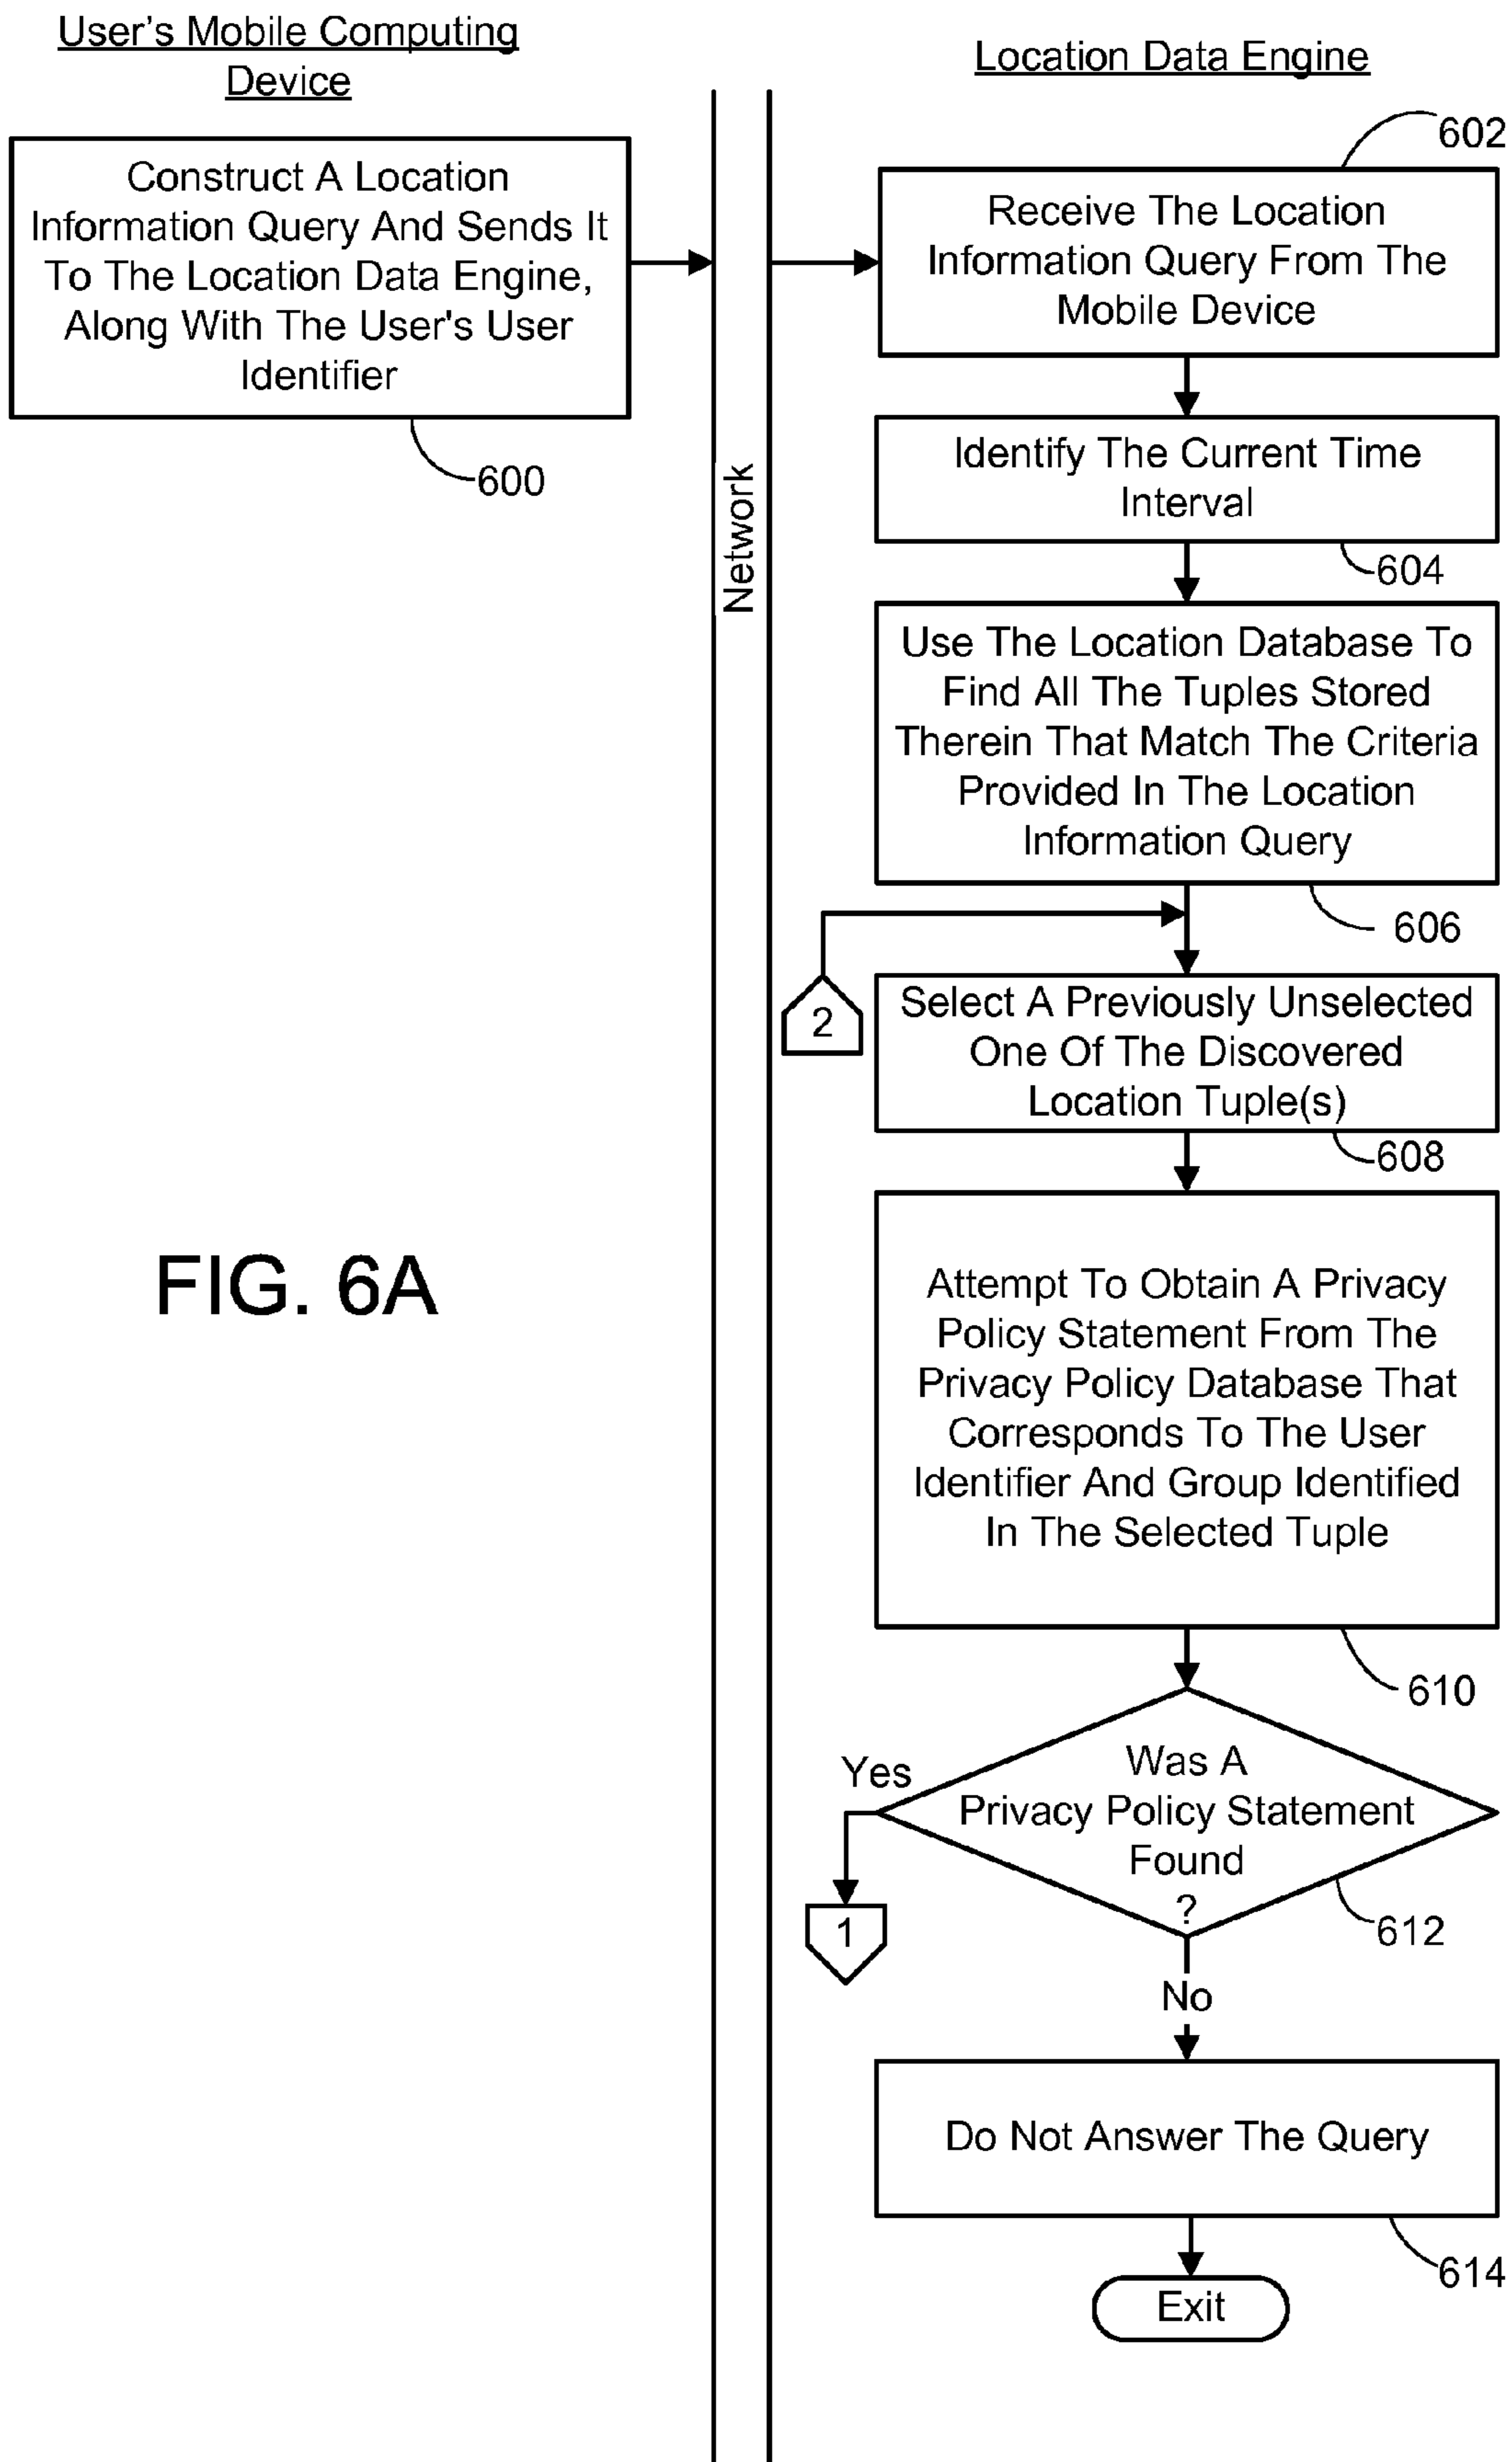 User's Mobile Computing
Device
Location Data Engine
Construct A Location
Information Query And Sends It
To The Location Data Engine,
Along With The User's User
Identifier
600
Network
602
Receive The Location
Information Query From The
Mobile Device
Identify The Current Time
Interval
604
Use The Location Database To
Find All The Tuples Stored
Therein That Match The Criteria
Provided In The Location
Information Query
606
2
Select A Previously Unselected
One Of The Discovered
Location Tuple(s)
608
Attempt To Obtain A Privacy
Policy Statement From The
Privacy Policy Database That
Corresponds To The User
Identifier And Group Identified
In The Selected Tuple
610
FIG. 6A
Was A
Privacy Policy Statement
Found
?
612
Yes
1
No
Do Not Answer The Query
614
Exit